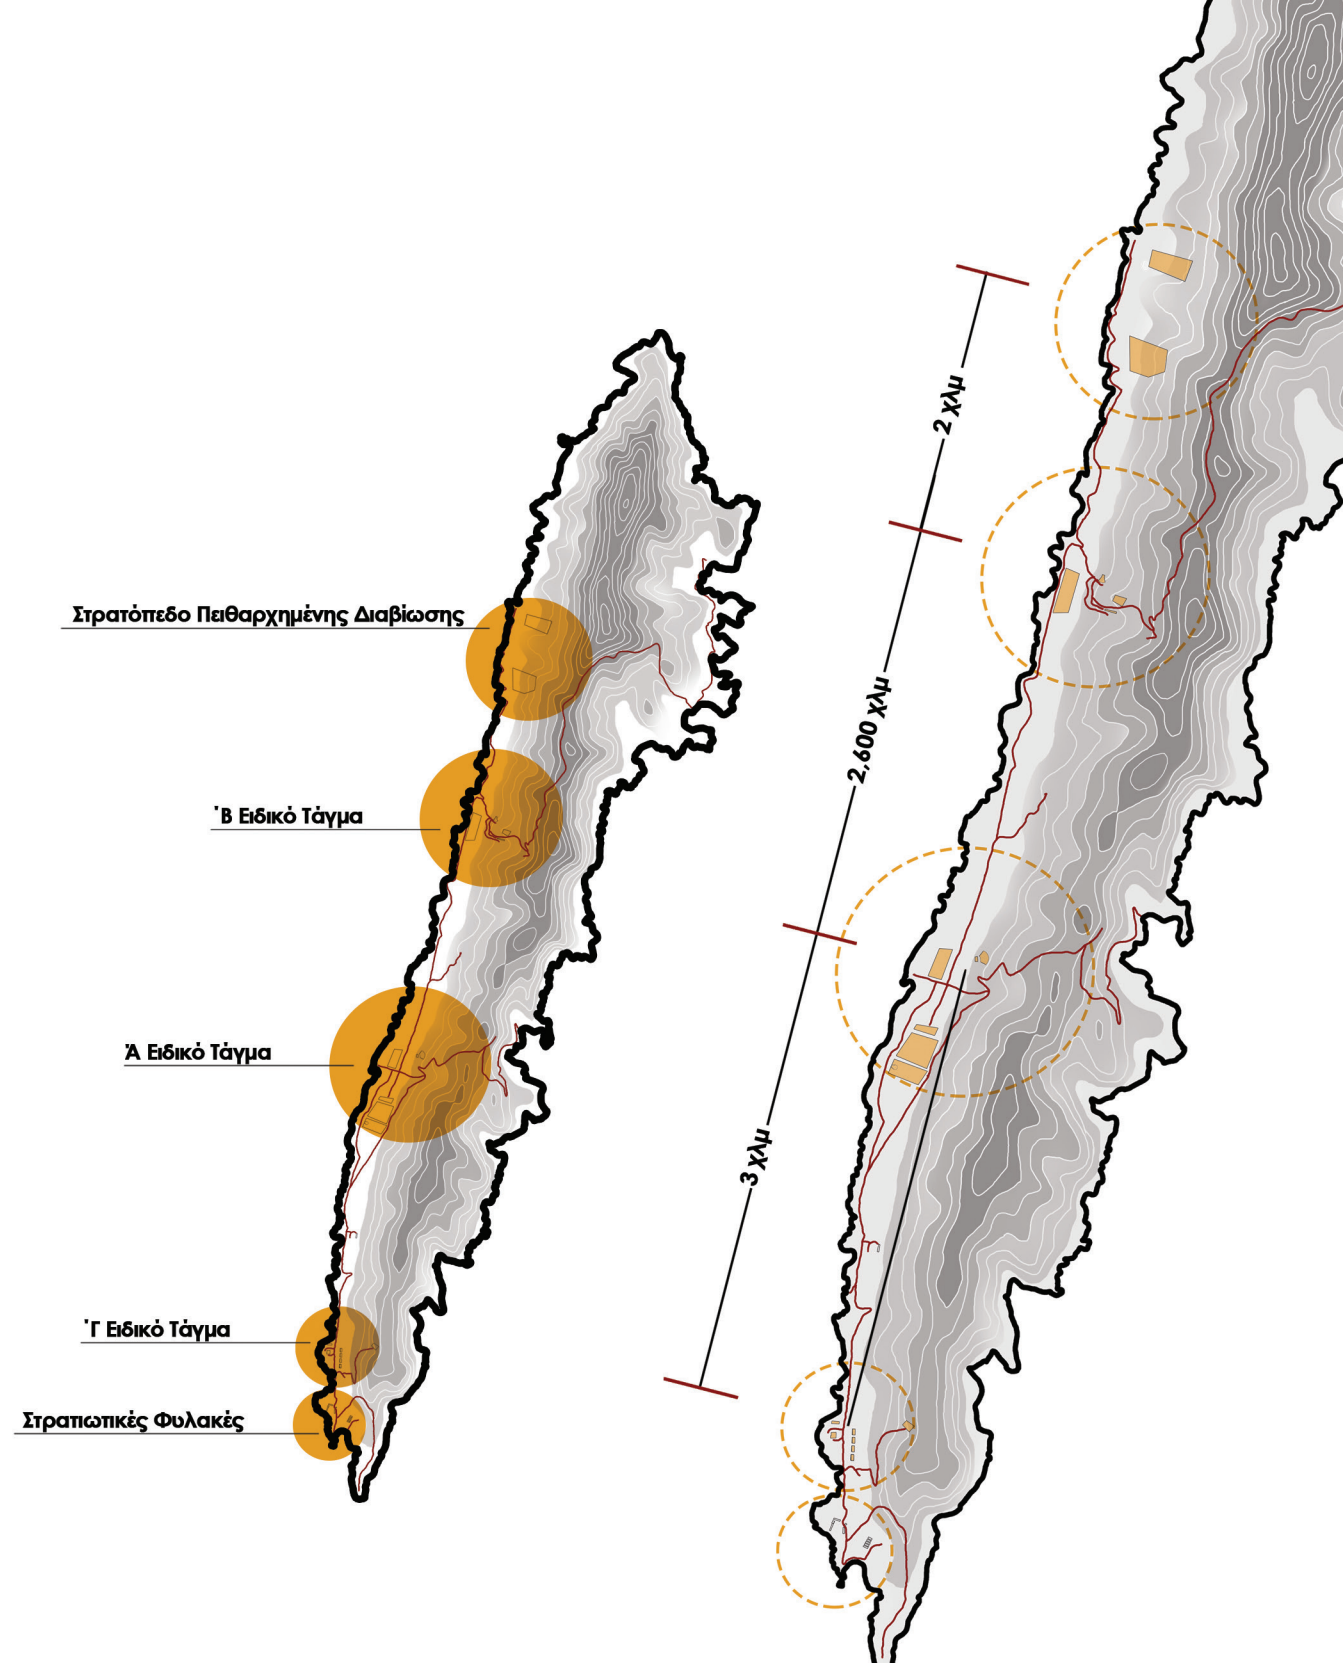 Στρατόπεδο Πειθαρχημένης Διαβίωσης
΄Β Ειδικό Τάγμα
Ά Ειδικό Τάγμα
΄Γ Ειδικό Τάγμα
Στρατιωτικές Φυλακές
2 χλμ
2,600 χλμ
3 χλμ